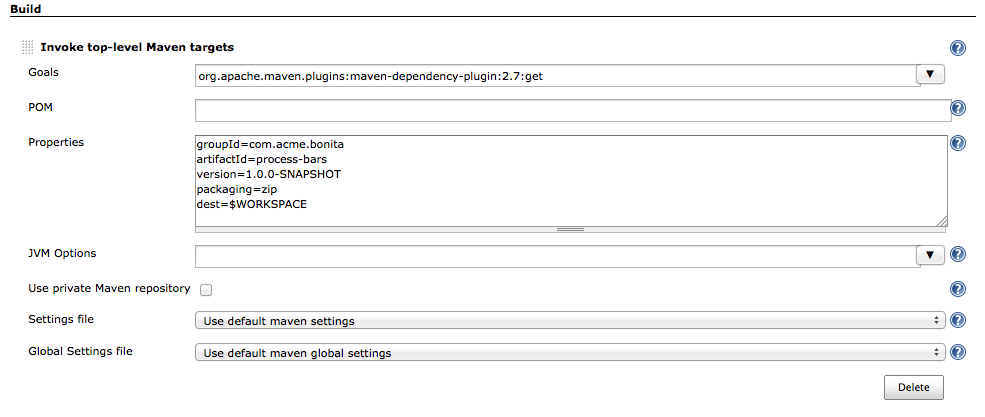 Build
Invoke top-level Maven targets
Goals
org.apache.maven.plugins:maven-dependency-plugin:2.7:get
POM
Properties
groupId=com.acme.bonita
artifactId=process-bars
version=1.0.0-SNAPSHOT
packaging=zip
dest=$WORKSPACE
JVM Options
Use private Maven repository
Settings file
Use default maven settings
Global Settings file
Use default maven global settings
Delete